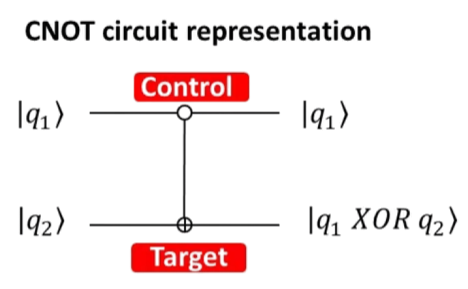 CNOT circuit representation
Control
|q₁⟩ |q₁⟩
|q₂⟩ |q₁ XOR q₂⟩
Target